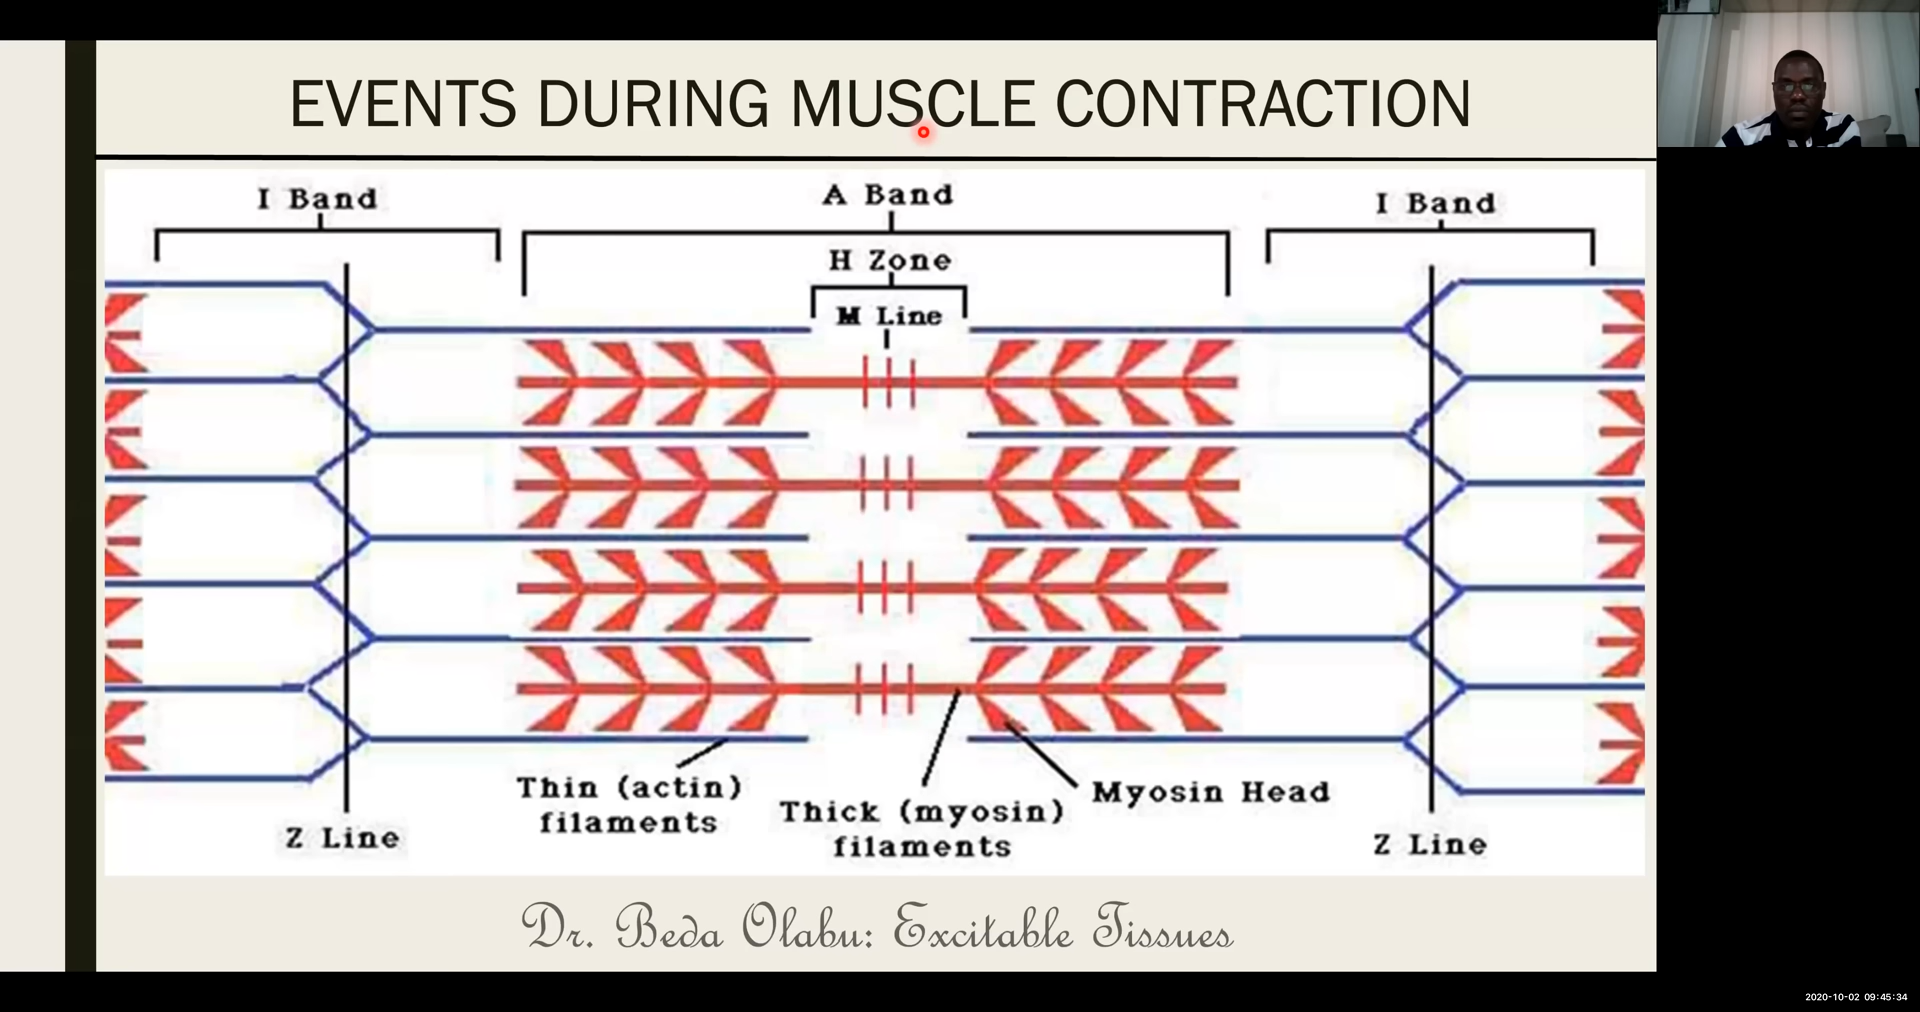 EVENTS DURING MUSCLE CONTRACTION
I Band
A Band
I Band
H Zone
M Line
Thin (actin)
filaments
Thick (myosin)
filaments
Myosin Head
Z Line
Z Line
Dr. Beda Olabu: Excitable Tissues
2020-10-02 09:45:34